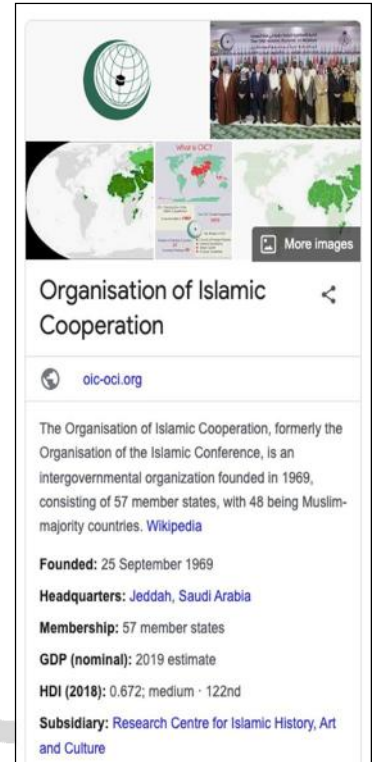 What is OIC?
More images
Organisation of Islamic
Cooperation
oic-oci.org
The Organisation of Islamic Cooperation, formerly the
Organisation of the Islamic Conference, is an
intergovernmental organization founded in 1969,
consisting of 57 member states, with 48 being Muslim-
majority countries. Wikipedia
Founded: 25 September 1969
Headquarters: Jeddah, Saudi Arabia
Membership: 57 member states
GDP (nominal): 2019 estimate
HDI (2018): 0.672; medium · 122nd
Subsidiary: Research Centre for Islamic History, Art
and Culture